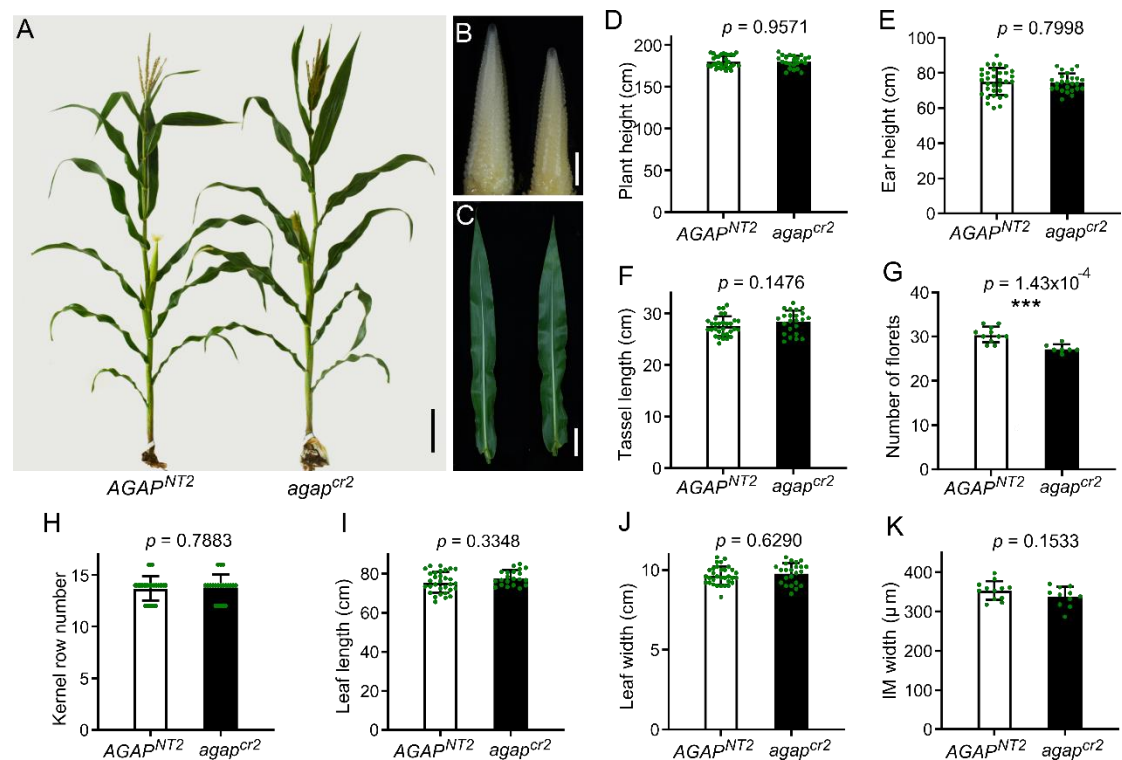 A
AGAP^NT2 agap^cr2
B
C
D
p = 0.9571
Plant height (cm)
200
150
100
50
0
AGAP^NT2 agap^cr2
E
p = 0.7998
Ear height (cm)
100
80
60
40
20
0
AGAP^NT2 agap^cr2
F
p = 0.1476
Tassel length (cm)
30
20
10
0
AGAP^NT2 agap^cr2
G
p = 1.43x10^-4
***
Number of florets
40
30
20
10
0
AGAP^NT2 agap^cr2
H
p = 0.7883
Kernel row number
15
10
5
0
AGAP^NT2 agap^cr2
I
p = 0.3348
Leaf length (cm)
80
60
40
20
0
AGAP^NT2 agap^cr2
J
p = 0.6290
Leaf width (cm)
10
5
0
AGAP^NT2 agap^cr2
K
p = 0.1533
IM width (μm)
400
300
200
100
0
AGAP^NT2 agap^cr2